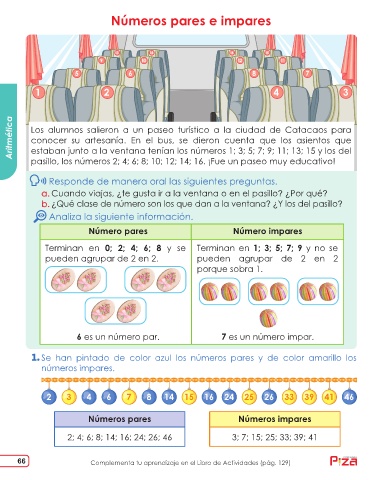 Números pares e impares
Aritmética
5 6 8 7
1 2 4 3
Los alumnos salieron a un paseo turístico a la ciudad de Catacaos para
conocer su artesanía. En el bus, se dieron cuenta que los asientos que
estaban junto a la ventana tenían los números 1; 3; 5; 7; 9; 11; 13; 15 y los del
pasillo, los números 2; 4; 6; 8; 10; 12; 14; 16. ¡Fue un paseo muy educativo!
Responde de manera oral las siguientes preguntas.
a. Cuando viajas, ¿te gusta ir a la ventana o en el pasillo? ¿Por qué?
b. ¿Qué clase de número son los que dan a la ventana? ¿Y los del pasillo?
Analiza la siguiente información.
Número pares
Número impares
Terminan en 0; 2; 4; 6; 8 y se
pueden agrupar de 2 en 2.
Terminan en 1; 3; 5; 7; 9 y no se
pueden agrupar de 2 en 2
porque sobra 1.
6 es un número par.
7 es un número impar.
1. Se han pintado de color azul los números pares y de color amarillo los
números impares.
2 3 4 6 7 8 14 15 16 24 25 26 33 39 41 46
Números pares
Números impares
2; 4; 6; 8; 14; 16; 24; 26; 46
3; 7; 15; 25; 33; 39; 41
66
Complementa tu aprendizaje en el Libro de Actividades (pág. 129)